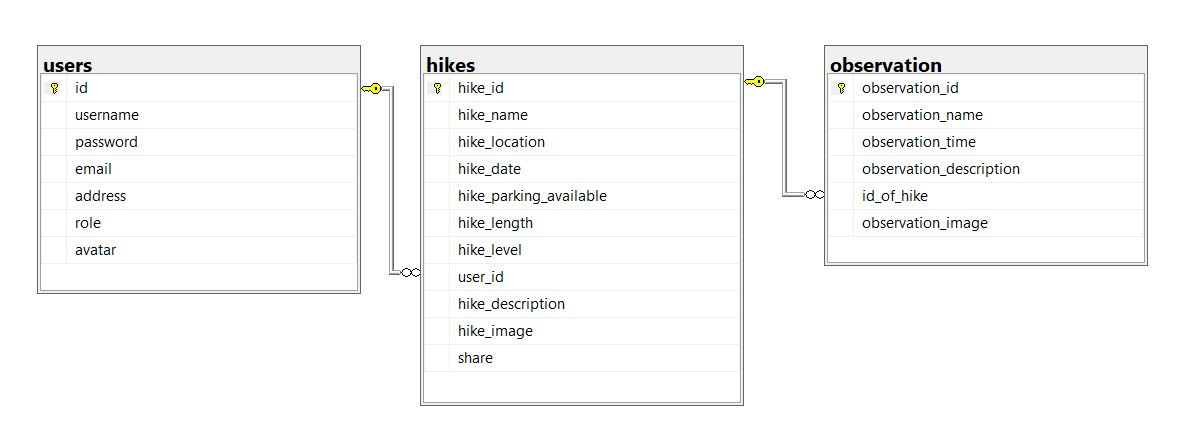 users
id
username
password
email
address
role
avatar
hikes
hike_id
hike_name
hike_location
hike_date
hike_parking_available
hike_length
hike_level
user_id
hike_description
hike_image
share
observation
observation_id
observation_name
observation_time
observation_description
id_of_hike
observation_image